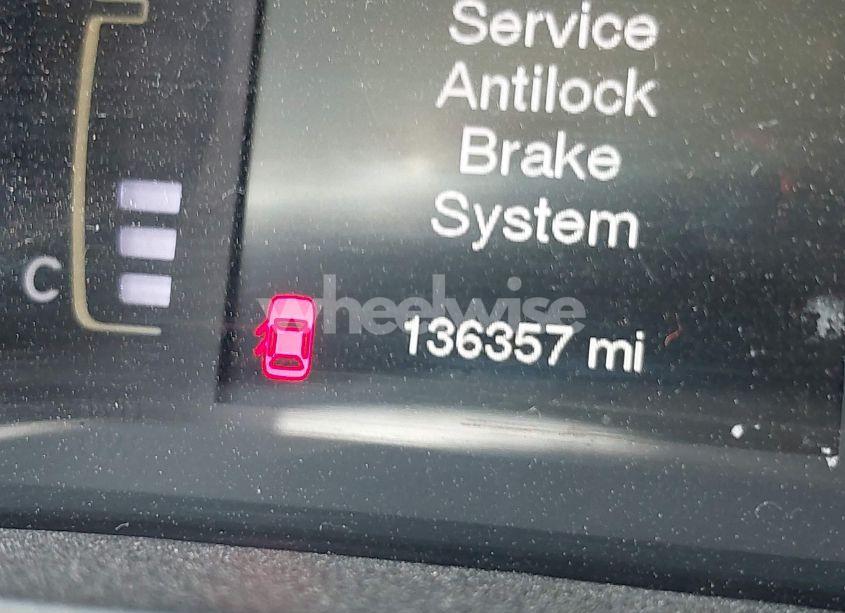 Service
Antilock
Brake
System
C
wheelwise
136357 mi